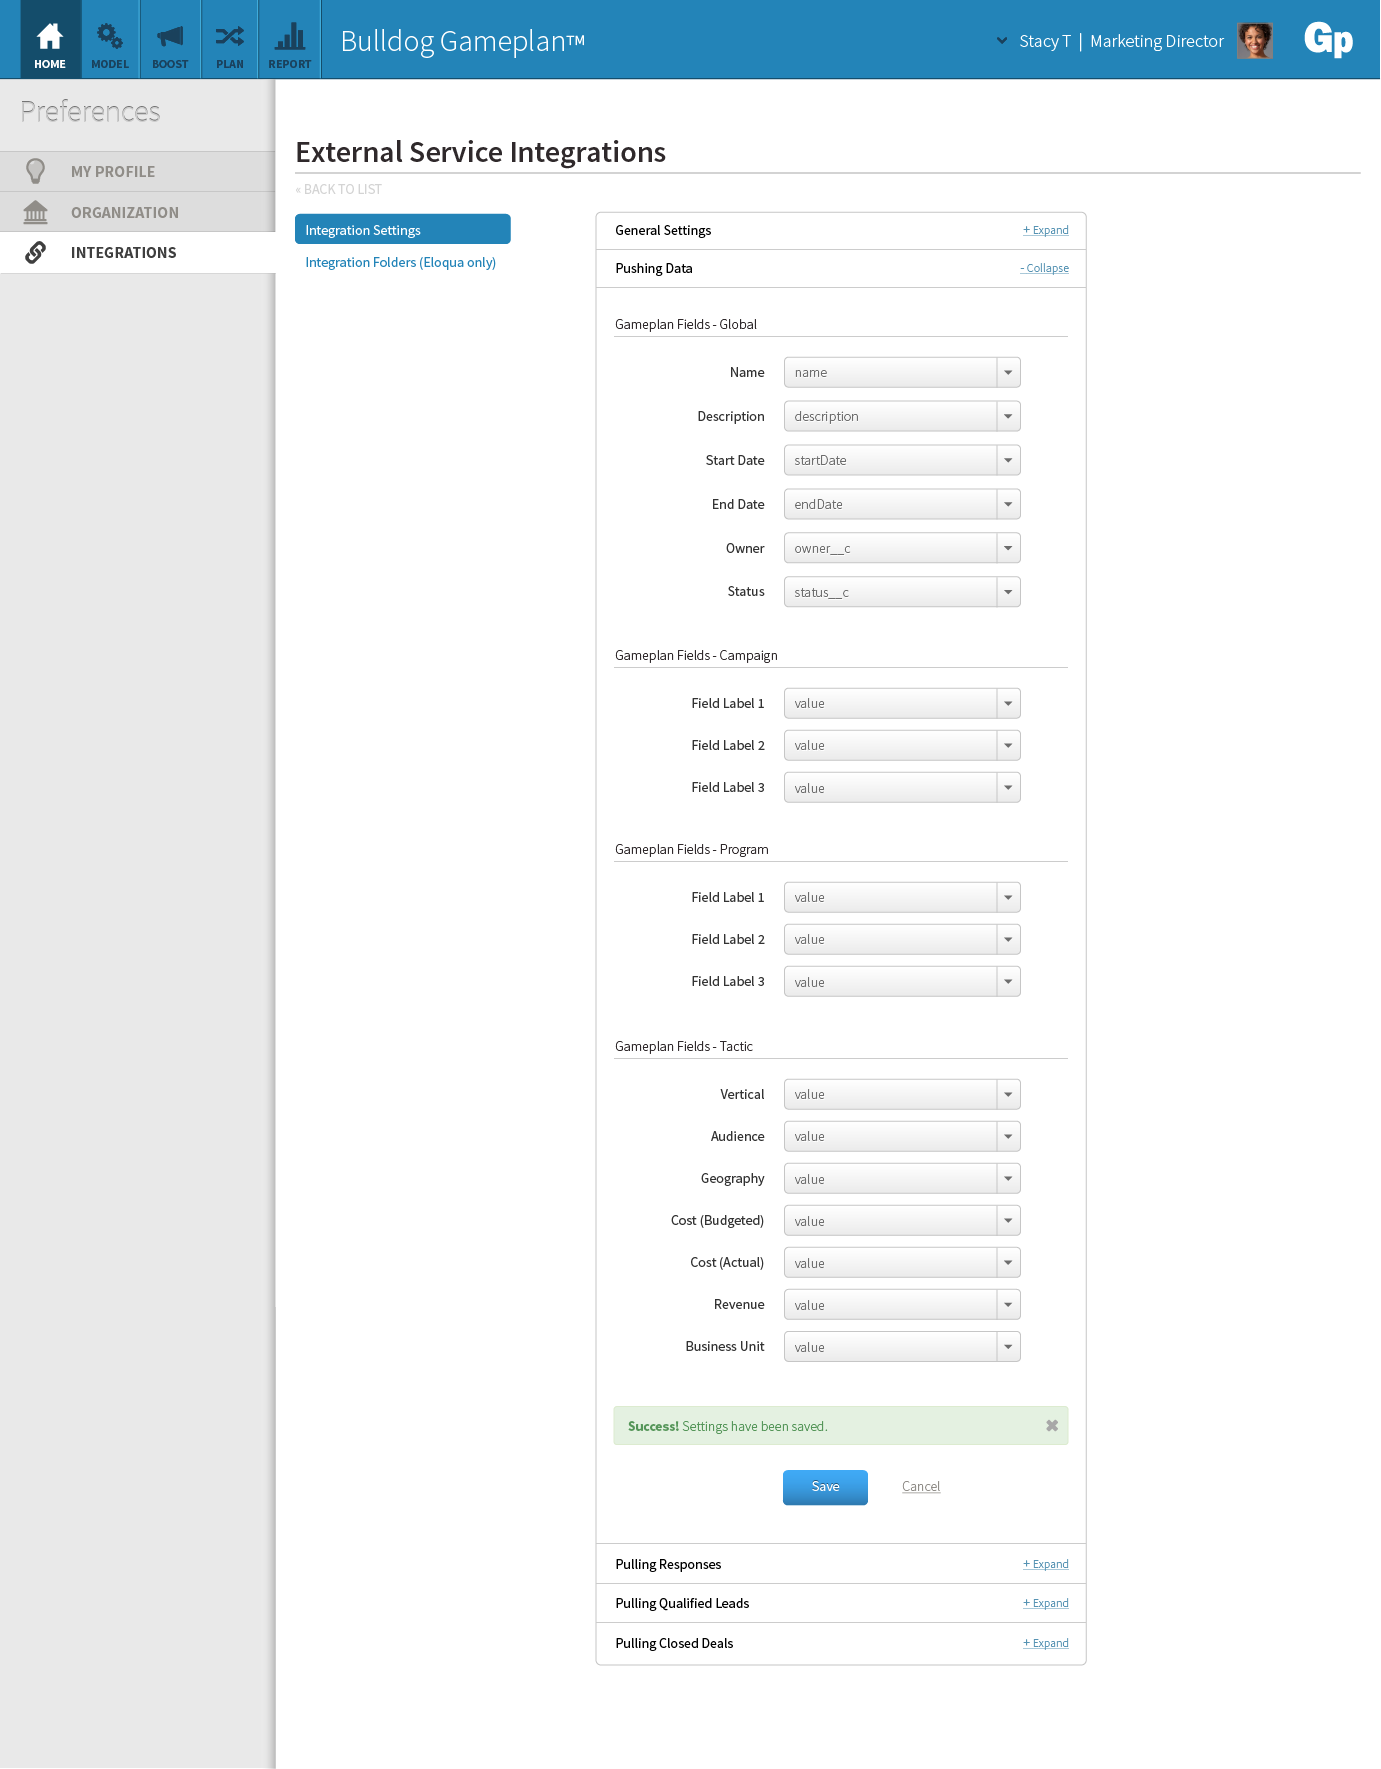 HOME
MODEL
BOOST
PLAN
REPORT
Bulldog Gameplan™
Stacy T | Marketing Director
Gp
Preferences
MY PROFILE
ORGANIZATION
INTEGRATIONS
External Service Integrations
« BACK TO LIST
Integration Settings
Integration Folders (Eloqua only)
General Settings
+ Expand
Pushing Data
- Collapse
Gameplan Fields - Global
Name
name
Description
description
Start Date
startDate
End Date
endDate
Owner
owner__c
Status
status__c
Gameplan Fields - Campaign
Field Label 1
value
Field Label 2
value
Field Label 3
value
Gameplan Fields - Program
Field Label 1
value
Field Label 2
value
Field Label 3
value
Gameplan Fields - Tactic
Vertical
value
Audience
value
Geography
value
Cost (Budgeted)
value
Cost (Actual)
value
Revenue
value
Business Unit
value
Success! Settings have been saved.
Save
Cancel
Pulling Responses
+ Expand
Pulling Qualified Leads
+ Expand
Pulling Closed Deals
+ Expand